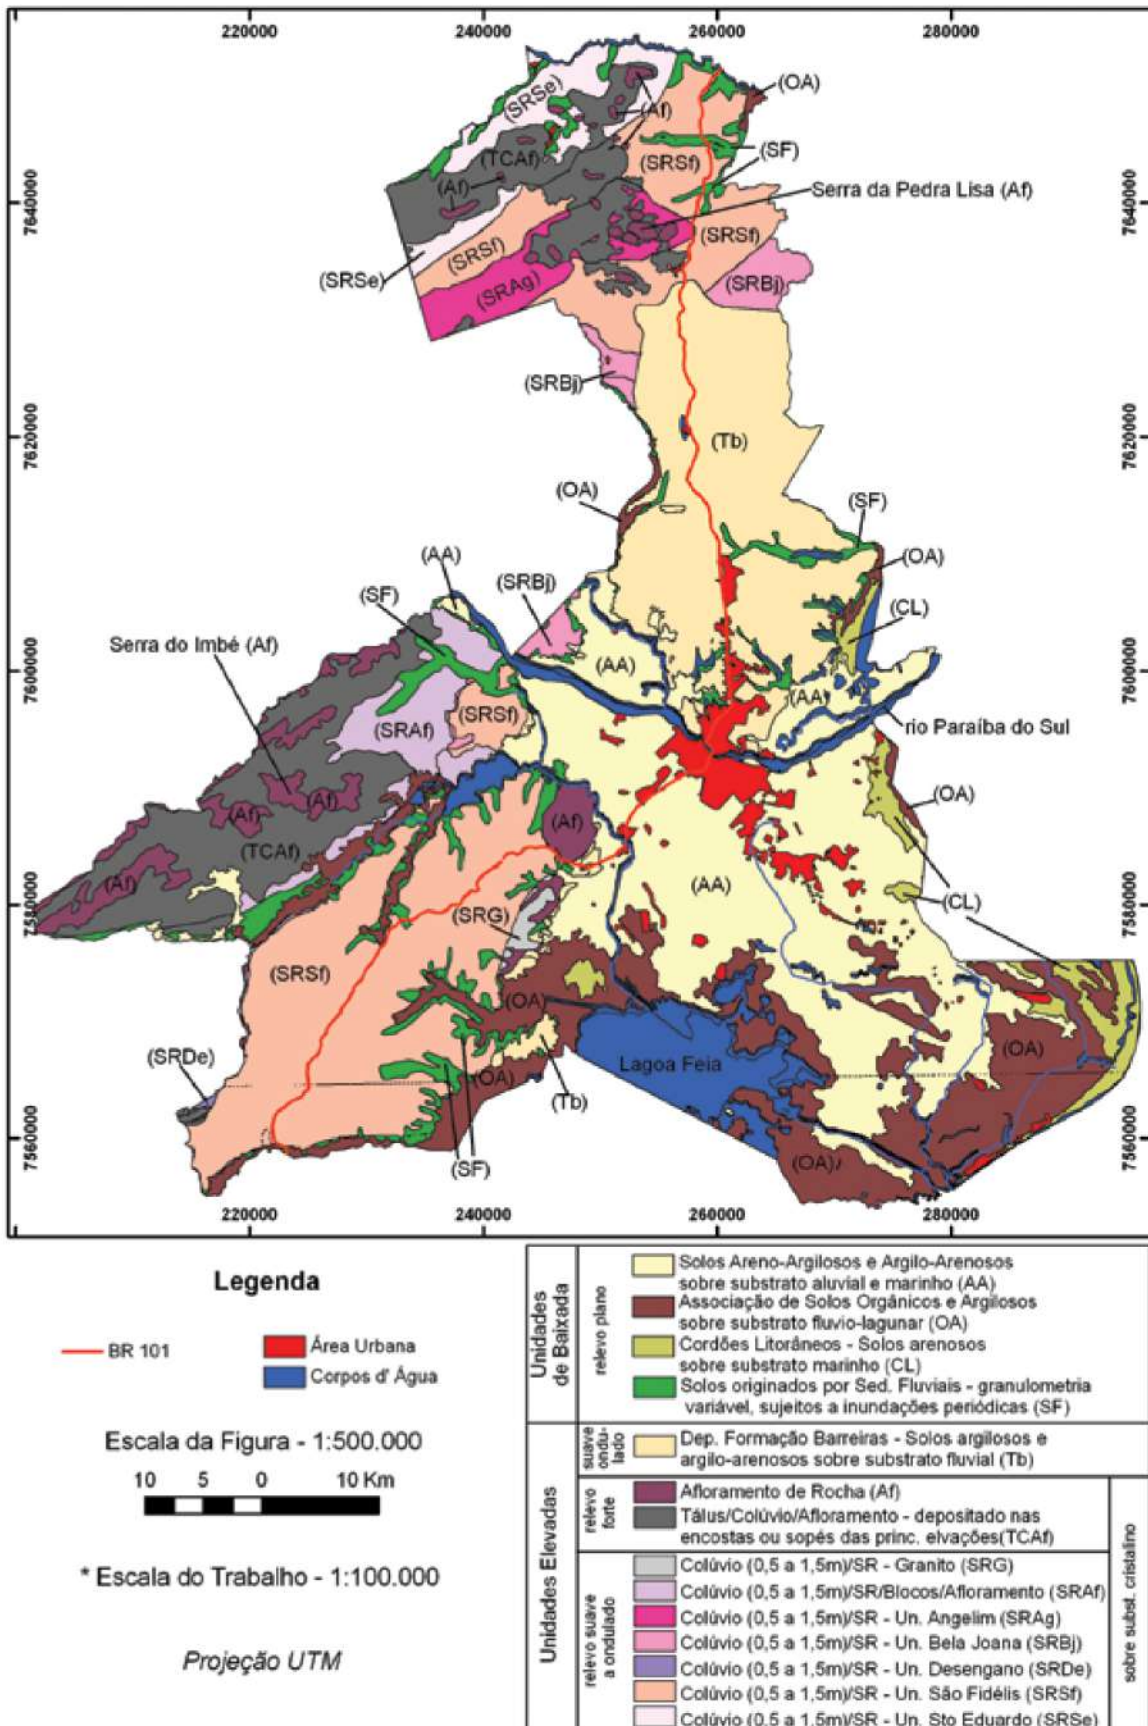 220000 240000 260000 280000
(OA)
(SRSe)
(Af)
(SF)
(TCAf)
(SRSf)
7640000
(Af)
Serra da Pedra Lisa (Af)
7640000
(SRSf)
(SRSf)
(SRSe)
(SRAg)
(SRBj)
(SRBj)
7620000
(Tb)
7620000
(OA)
(SF)
(AA)
(OA)
(SRBj)
(SF)
(CL)
Serra do Imbé (Af)
7600000
(AA)
7600000
(AA)
(SRSf)
(SRAf)
rio Paraíba do Sul
(OA)
(Af)
(Af)
(Af)
(TCAf)
(Af)
(AA)
7580000
(CL)
7580000
(SRG)
(SRSf)
(OA)
(OA)
(SRDe)
Lagoa Feia
(OA)
(Tb)
7560000
(SF)
(OA)
7560000
220000 240000 260000 280000
Legenda
BR 101
Área Urbana
Corpos d' Água
Escala da Figura - 1:500.000
10 5 0 10 Km
* Escala do Trabalho - 1:100.000
Projeção UTM
Unidades
de Baixada
relevo plano
Solos Areno-Argilosos e Argilo-Arenosos
sobre substrato aluvial e marinho (AA)
Associação de Solos Orgânicos e Argilosos
sobre substrato fluvio-lagunar (OA)
Cordões Litorâneos - Solos arenosos
sobre substrato marinho (CL)
Solos originados por Sed. Fluviais - granulometria
variável, sujeitos a inundações periódicas (SF)
Unidades Elevadas
suave
ondu-
lado
Dep. Formação Barreiras - Solos argilosos e
argilo-arenosos sobre substrato fluvial (Tb)
relevo
forte
Afloramento de Rocha (Af)
Tálus/Colúvio/Afloramento - depositado nas
encostas ou sopés das princ. elvações(TCAf)
relevo suave
a ondulado
Colúvio (0,5 a 1,5m)/SR - Granito (SRG)
Colúvio (0,5 a 1,5m)/SR/Blocos/Afloramento (SRAf)
Colúvio (0,5 a 1,5m)/SR - Un. Angelim (SRAg)
Colúvio (0,5 a 1,5m)/SR - Un. Bela Joana (SRBj)
Colúvio (0,5 a 1,5m)/SR - Un. Desengano (SRDe)
Colúvio (0,5 a 1,5m)/SR - Un. São Fidélis (SRSf)
Colúvio (0,5 a 1,5m)/SR - Un. Sto Eduardo (SRSe)
sobre subst. cristalino